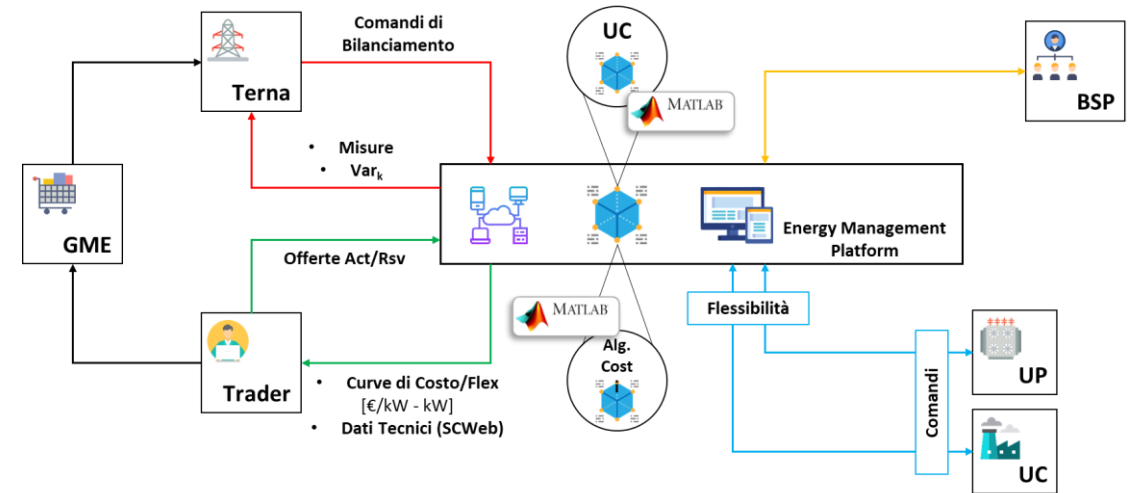 Comandi di
Bilanciamento
UC
MATLAB
Terna
BSP
• Misure
• Vark
GME
Energy Management
Platform
Offerte Act/Rsv
MATLAB
Flessibilità
Alg.
Cost
i
Trader
• Curve di Costo/Flex
[€/kW - kW]
• Dati Tecnici (SCWeb)
UP
Comandi
UC